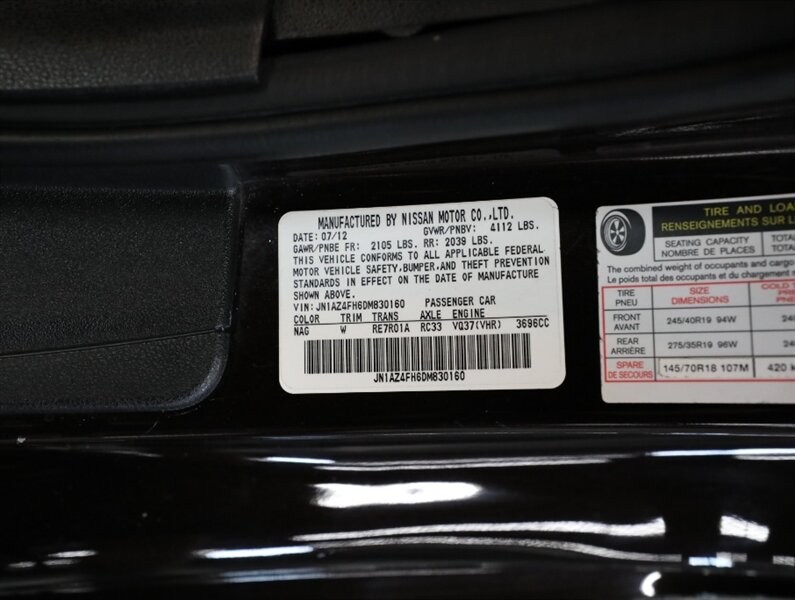 MANUFACTURED BY NISSAN MOTOR CO.,LTD.
DATE: 07/12 GVWR/PNBV: 4112 LBS.
GAWR/PNBE FR: 2105 LBS. RR: 2039 LBS.
THIS VEHICLE CONFORMS TO ALL APPLICABLE FEDERAL
MOTOR VEHICLE SAFETY,BUMPER,AND THEFT PREVENTION
STANDARDS IN EFFECT ON THE DATE OF MANUFACTURE
SHOWN ABOVE.
VIN: JN1AZ4FH6DM830160 PASSENGER CAR
COLOR TRIM TRANS AXLE ENGINE
NAG W RE7R01A RC33 VQ37(VHR) 3696CC
JN1AZ4FH6DM830160
TIRE AND LOA
RENSEIGNEMENTS SUR L
SEATING CAPACITY TOTA
NOMBRE DE PLACES TOTA
The combined weight of occupants and cargo
Le poids total des occupants et du chargement
TIRE SIZE COLD T
PNEU DIMENSIONS
FRONT
AVANT 245/40R19 94W 24
REAR
ARRIÈRE 275/35R19 96W 24
SPARE
DE SECOURS 145/70R18 107M 420 k